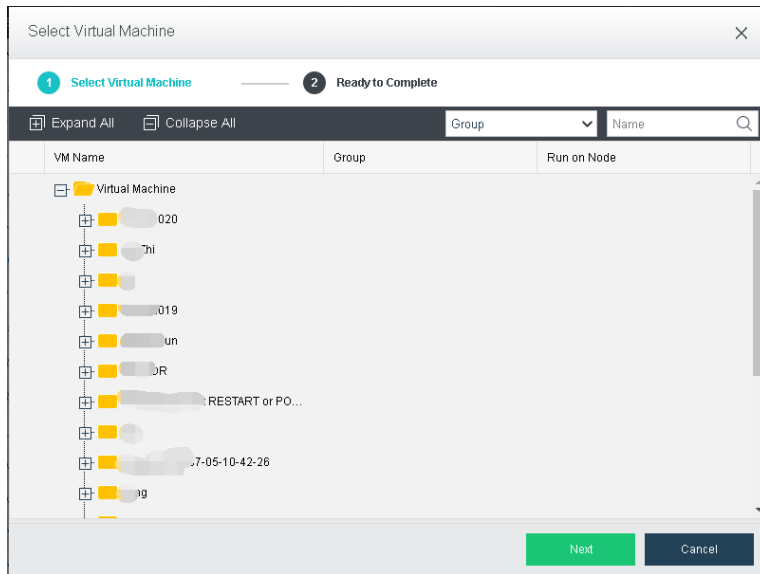 Select Virtual Machine
1 Select Virtual Machine 2 Ready to Complete
Expand All Collapse All Group Name
VM Name Group Run on Node
Virtual Machine
020
hi
019
un
OR
RESTART or PO...
7-05-10-42-26
ng
Next Cancel